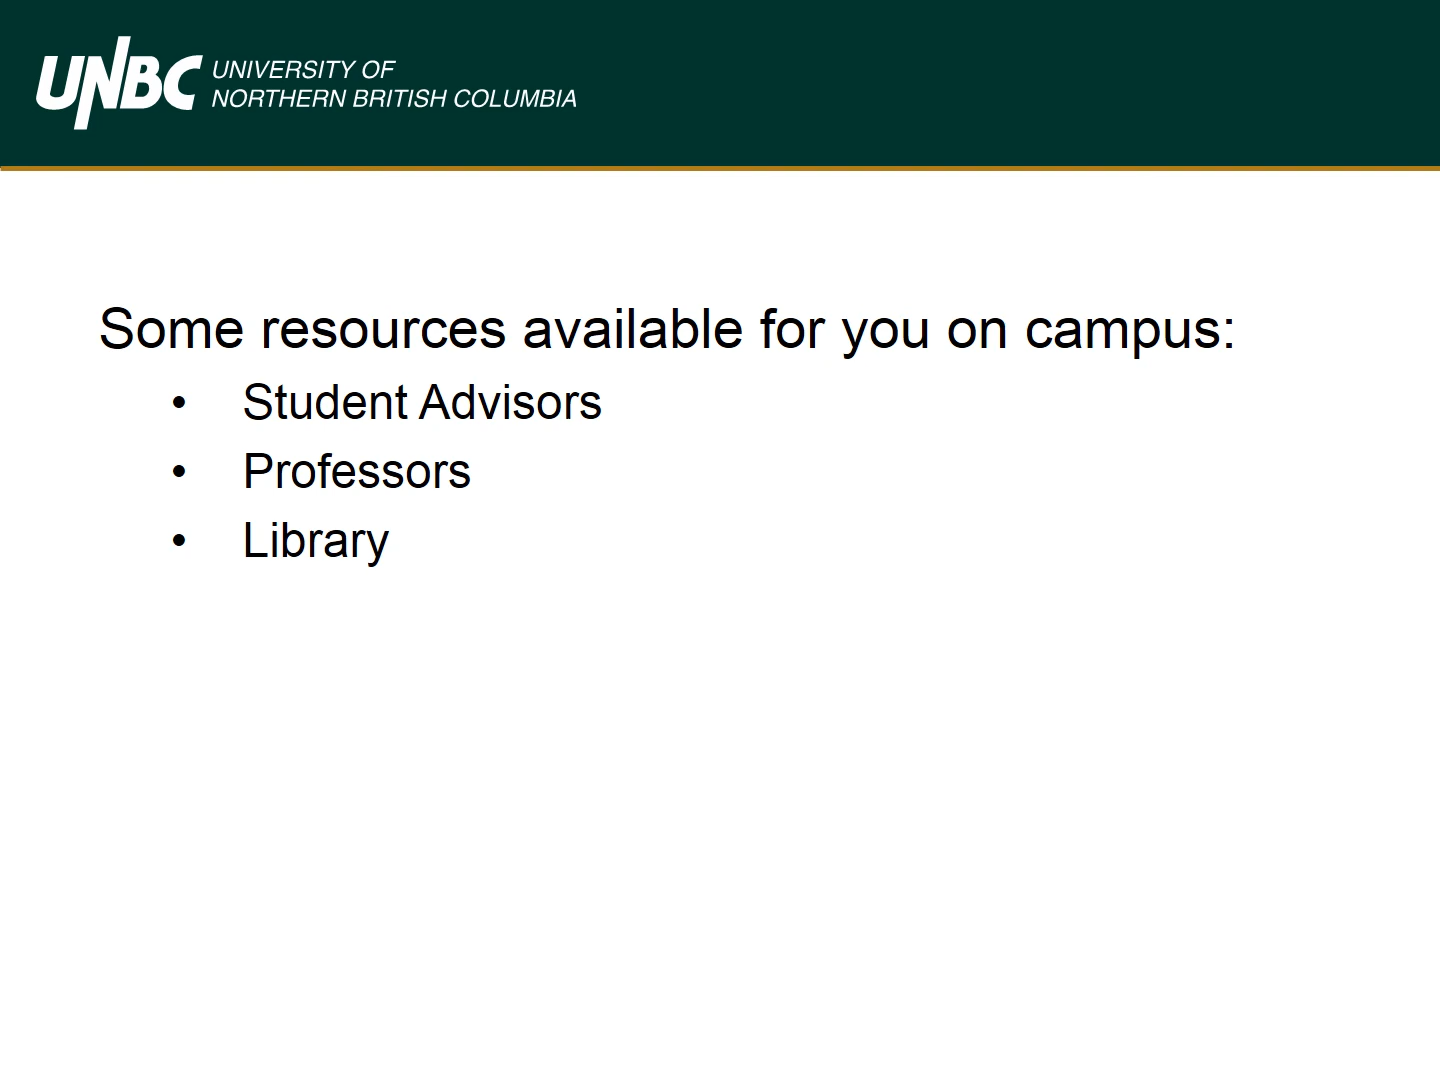 UNBC
UNIVERSITY OF
NORTHERN BRITISH COLUMBIA
Some resources available for you on campus:
• Student Advisors
• Professors
• Library